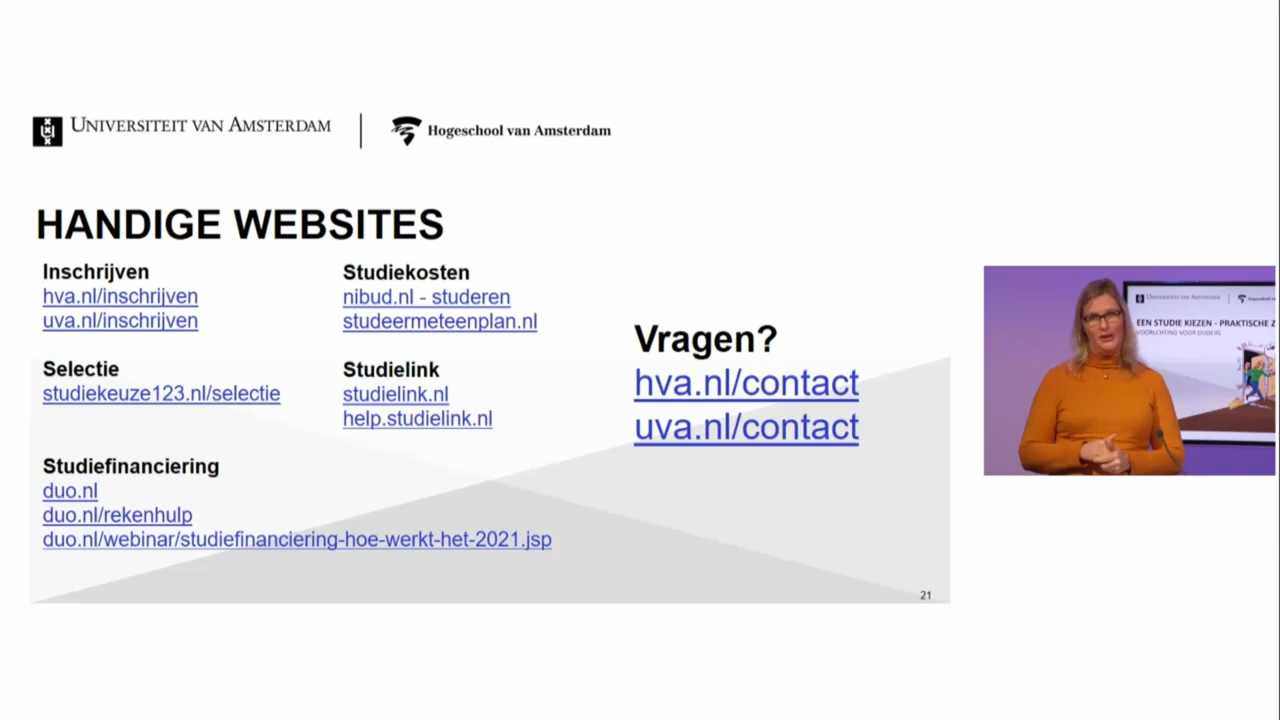 UNIVERSITEIT VAN AMSTERDAM
Hogeschool van Amsterdam
HANDIGE WEBSITES
Inschrijven
hva.nl/inschrijven
uva.nl/inschrijven
Selectie
studiekeuze123.nl/selectie
Studiefinanciering
duo.nl
duo.nl/rekenhulp
duo.nl/webinar/studiefinanciering-hoe-werkt-het-2021.jsp
Studiekosten
nibud.nl - studeren
studeermeteenplan.nl
Studielink
studielink.nl
help.studielink.nl
Vragen?
hva.nl/contact
uva.nl/contact
21
UNIVERSITEIT VAN AMSTERDAM
EEN STUDIE KIEZEN - PRAKTISCHE
VOORLICHTING VOOR OUDERS